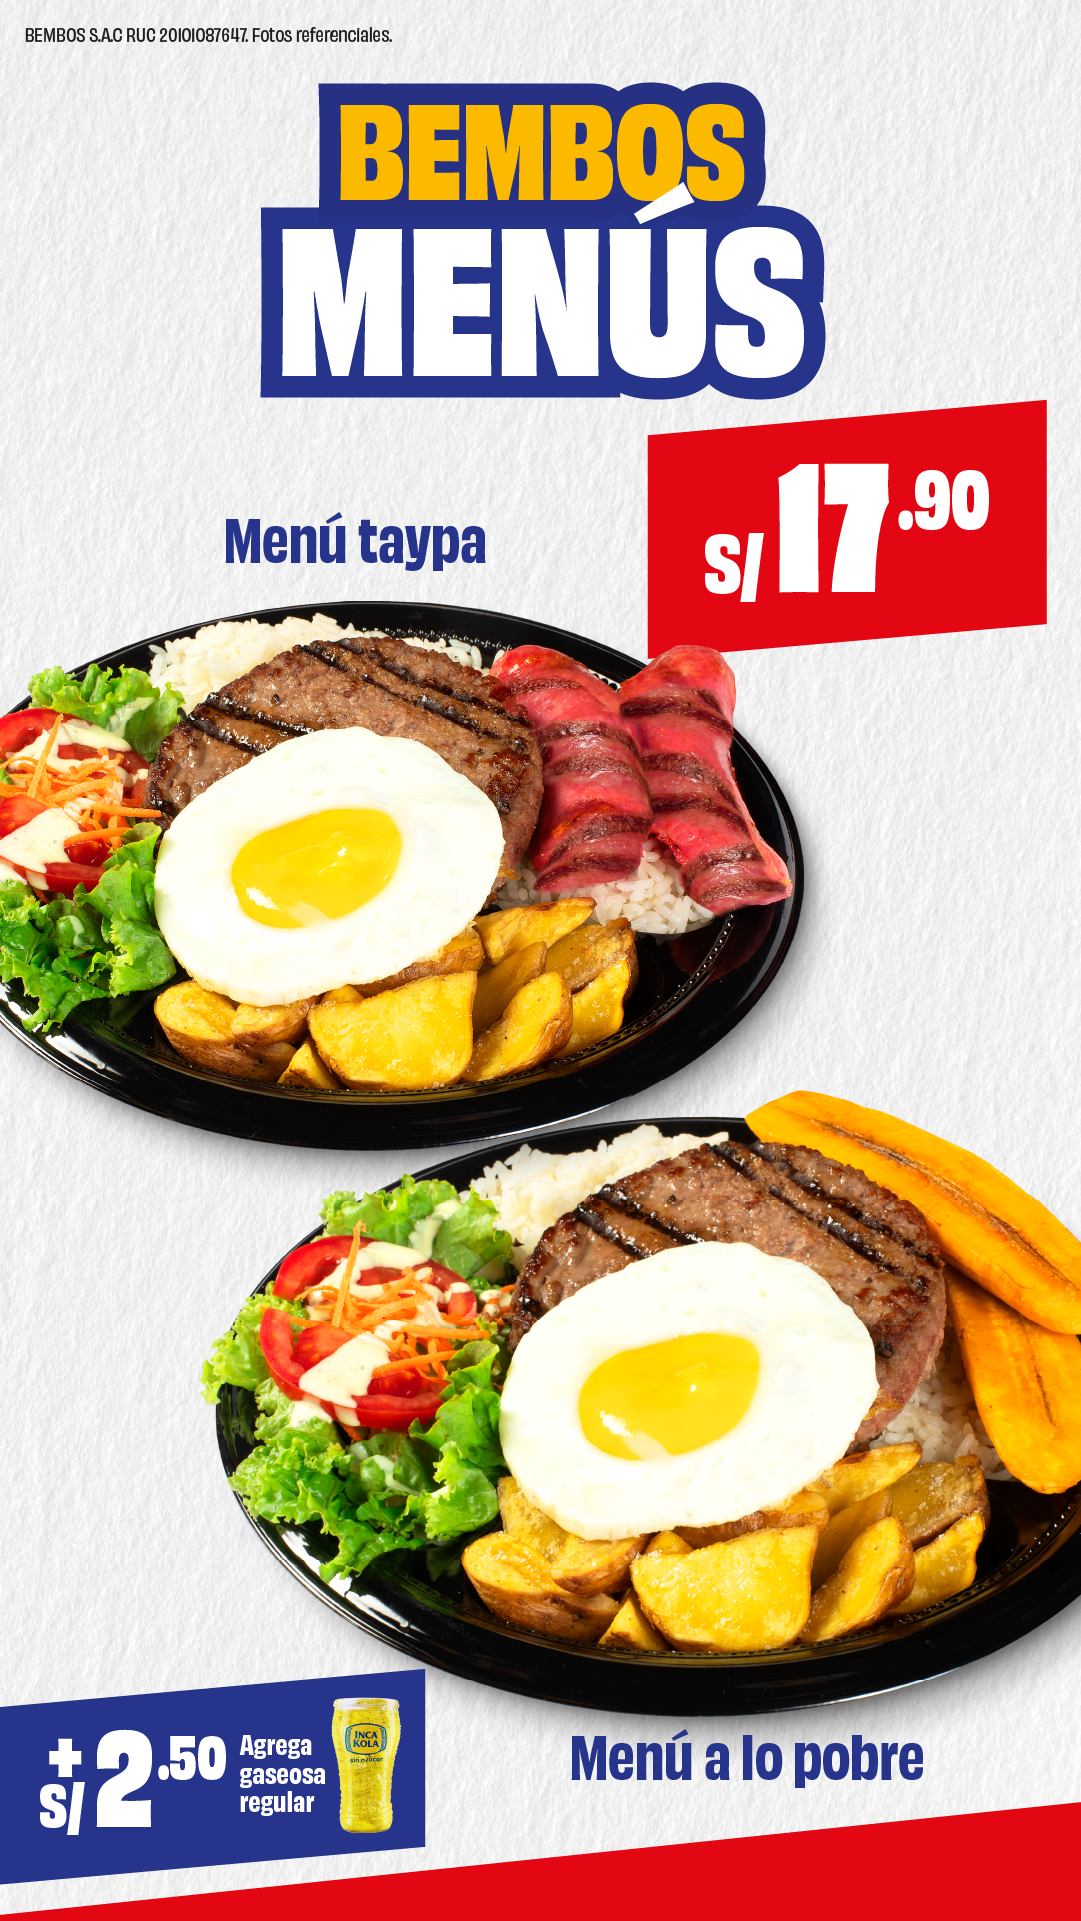 BEMBOS S.A.C RUC 20101087647. Fotos referenciales.
BEMBOS
MENÚS
S/17.90
Menú taypa
Menú a lo pobre
+
S/2.50
Agrega
gaseosa
regular
INCA
KOLA
sin azúcar